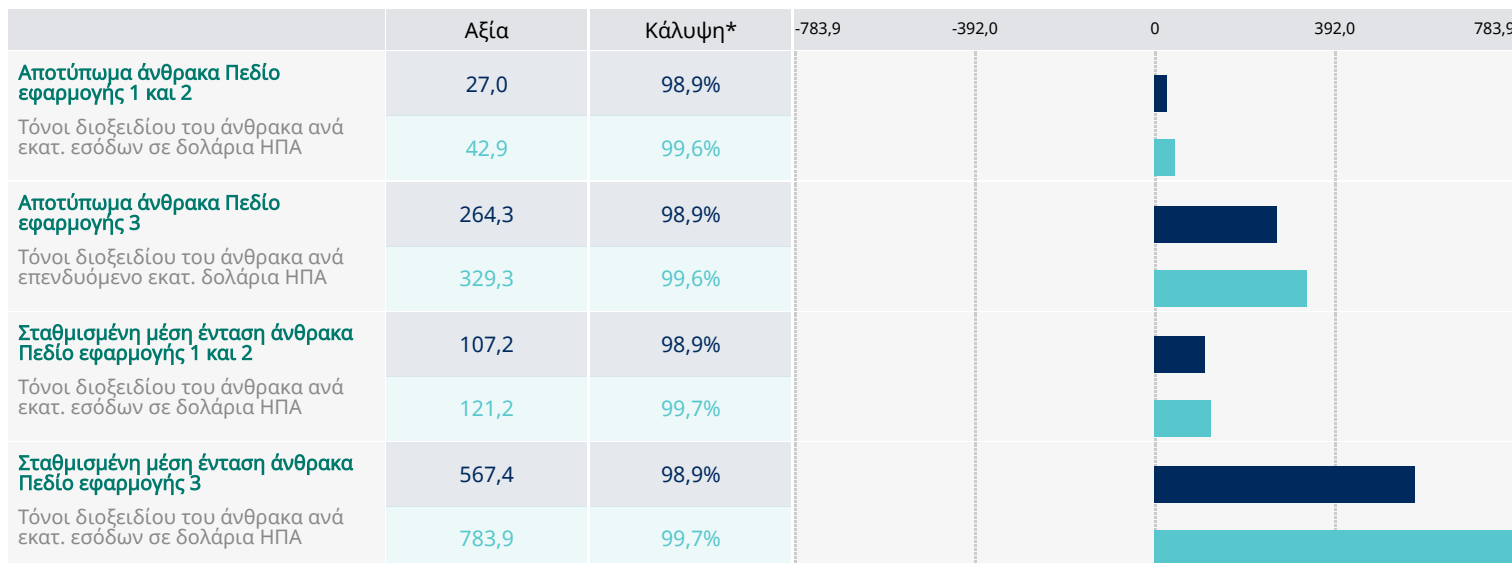 Αξία Κάλυψη* -783,9 -392,0 0 392,0 783,9
Αποτύπωμα άνθρακα Πεδίο
εφαρμογής 1 και 2
Τόνοι διοξειδίου του άνθρακα ανά
εκατ. εσόδων σε δολάρια ΗΠΑ
27,0 98,9%
42,9 99,6%
Αποτύπωμα άνθρακα Πεδίο
εφαρμογής 3
Τόνοι διοξειδίου του άνθρακα ανά
επενδυόμενο εκατ. δολάρια ΗΠΑ
264,3 98,9%
329,3 99,6%
Σταθμισμένη μέση ένταση άνθρακα
Πεδίο εφαρμογής 1 και 2
Τόνοι διοξειδίου του άνθρακα ανά
εκατ. εσόδων σε δολάρια ΗΠΑ
107,2 98,9%
121,2 99,7%
Σταθμισμένη μέση ένταση άνθρακα
Πεδίο εφαρμογής 3
Τόνοι διοξειδίου του άνθρακα ανά
εκατ. εσόδων σε δολάρια ΗΠΑ
567,4 98,9%
783,9 99,7%